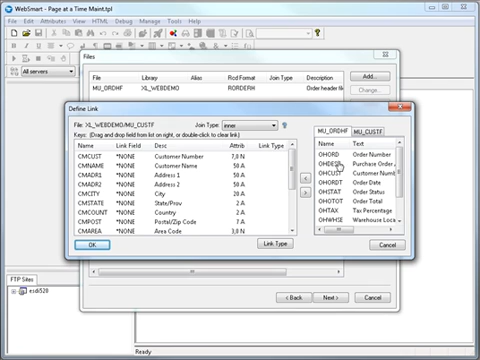 WebSmart - Page at a Time Maint.tpl
File Edit Attributes View HTML Debug Manage Tools Help
All servers
Files
File Library Alias Rcd Format Join Type Description
MU_ORDHF XL_WEBDEMO RORDERH Order header fil
Add...
Change...
Define Link
File: XL_WEBDEMO/MU_CUSTF Join Type: inner
Keys: (Drag and drop field from list on right, or double-click to clear link)
MU_ORDHF MU_CUSTF
Name Link Field Desc Attrib Link Type
CMCUST *NONE Customer Number 7,0 N
CMNAME *NONE Customer Name 50 A
CMADR1 *NONE Address 1 50 A
CMADR2 *NONE Address 2 50 A
CMCITY *NONE City 20 A
CMSTATE *NONE State/Prov 2 A
CMCOUNT *NONE Country 2 A
CMPOST *NONE Postal/Zip Code 7 A
CMAREA *NONE Area Code 3,0 N
Name Text
OHORD Order Number
Purchase Order
OHCUST Customer Numb
OHORDT Order Date
OHSTAT Order Status
OHOTOT Order Total
OHTAX Tax Percentage
OHWHSE Warehouse Loca
OK
Link Type
Cancel
FTP Sites
esdi520
< Back Next > Cancel
Ready